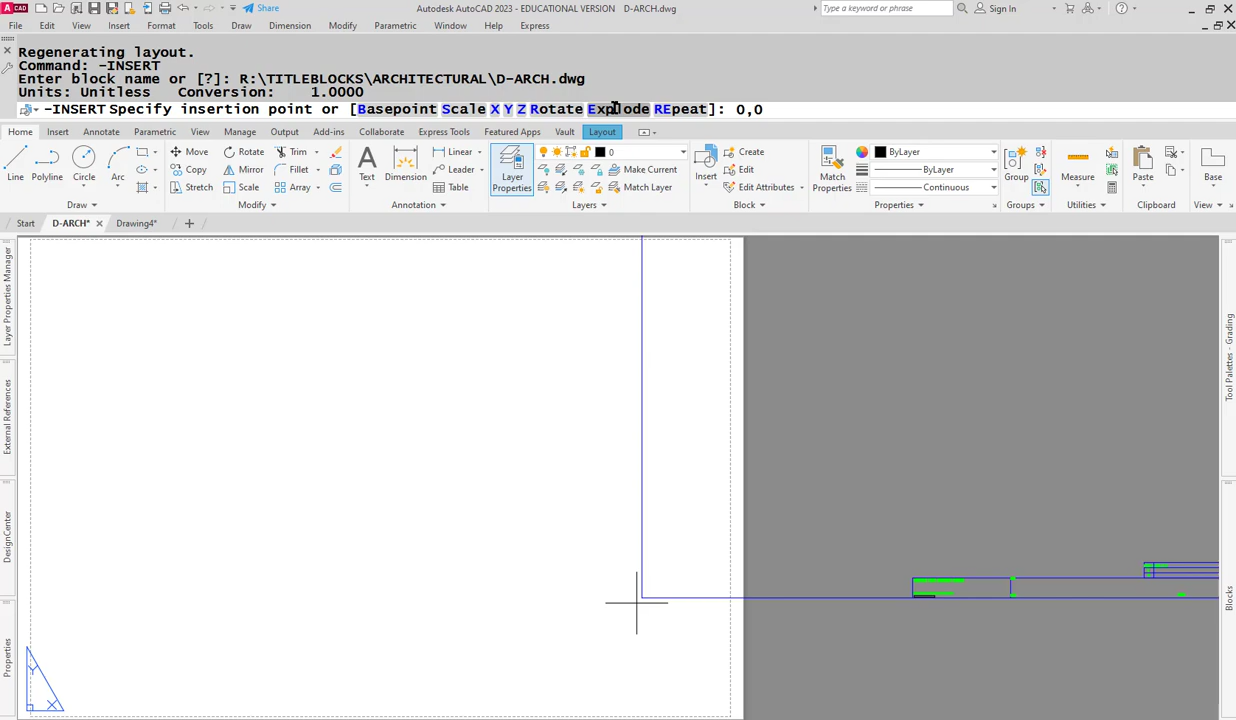 CAD Share Autodesk AutoCAD 2023 - EDUCATIONAL VERSION D-ARCH.dwg Type a keyword or phrase Sign In
File Edit View Insert Format Tools Draw Dimension Modify Parametric Window Help Express
Regenerating layout.
Command: -INSERT
Enter block name or [?]: R:\TITLEBLOCKS\ARCHITECTURAL\D-ARCH.dwg
Units: Unitless Conversion: 1.0000
-INSERT Specify insertion point or [Basepoint Scale X Y Z Rotate Explode REpeat]: 0,0
Home Insert Annotate Parametric View Manage Output Add-ins Collaborate Express Tools Featured Apps Vault Layout
Line Polyline Circle Arc Move Rotate Trim
Copy Mirror Fillet
Stretch Scale Array
Text Dimension Linear
Leader
Table
Layer Properties 0
Make Current
Match Layer
Insert Create
Edit
Edit Attributes
Match Properties ByLayer
ByLayer
Continuous
Group Measure Paste Base
Draw Modify Annotation Layers Block Properties Groups Utilities Clipboard View
Start D-ARCH* Drawing4*
Layer Properties Manager
External References
DesignCenter
Properties
Tool Palettes - Grading
Blocks
Y
X